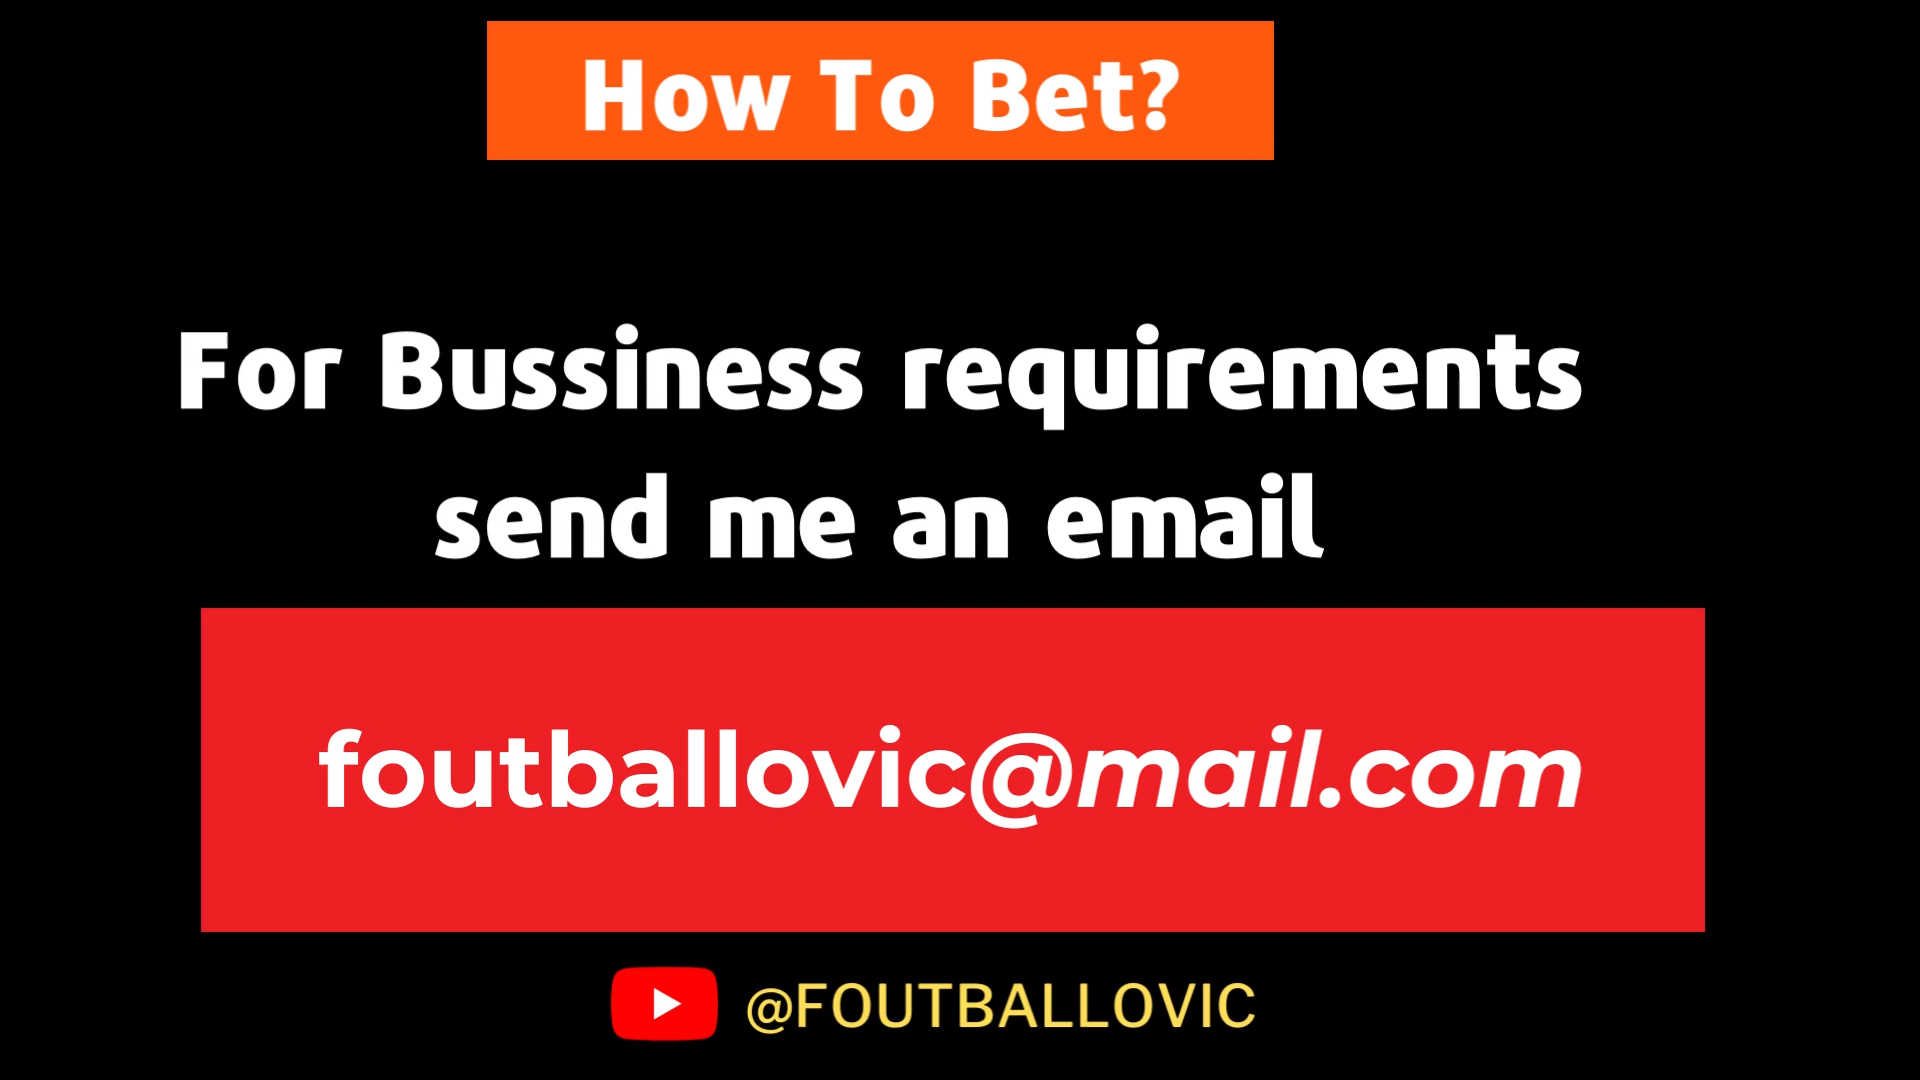 How To Bet?
For Bussiness requirements
send me an email
foutballovic@mail.com
@FOUTBALLOVIC